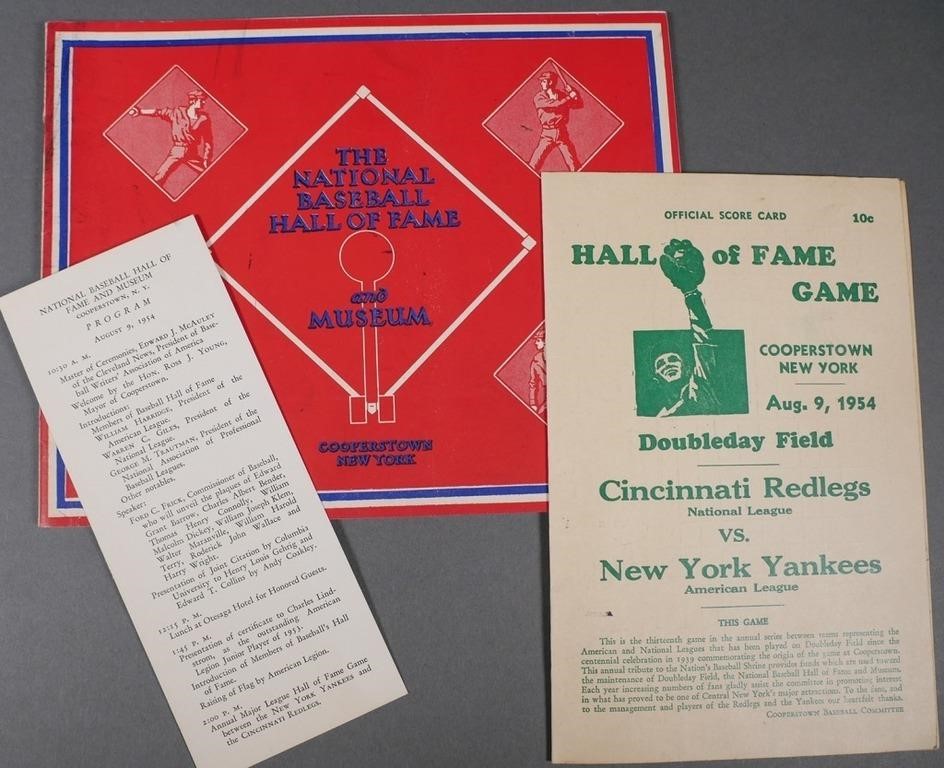 THE
NATIONAL
BASEBALL
HALL OF FAME
and
MUSEUM
COOPERSTOWN
NEW YORK
NATIONAL BASEBALL HALL OF
FAME AND MUSEUM
COOPERSTOWN, N. Y.
PROGRAM
AUGUST 9, 1954
10:30 A. M.
Master of Ceremonies, EDWARD J. MCAULEY
of the Cleveland News, President of Base-
ball Writers' Association of America
Welcome by the HON. ROSS J. YOUNG,
Mayor of Cooperstown.
Introductions:
Members of Baseball Hall of Fame
WILLIAM HARRIDGE, President of the
American League.
WARREN C. GILES, President of the
National League.
GEORGE M. TRAUTMAN, President of the
National Association of Professional
Baseball Leagues.
Other notables.
Speaker:
FORD C. FRICK, Commissioner of Baseball,
who will unveil the plaques of Edward
Grant Barrow, Charles Albert Bender,
Thomas Henry Connolly, William
Malcolm Dickey, William Joseph Klem,
Walter Maranville, William Harold
Terry, Roderick John Wallace and
Harry Wright.
Presentation of Joint Citation by Columbia
University to Henry Louis Gehrig and
Edward T. Collins by Andy Coakley.
12:15 P. M.
Lunch at Otesaga Hotel for Honored Guests.
1:45 P. M.
Presentation of certificate to Charles Lind-
strom, as the outstanding American
Legion Junior Player of 1953.
Introduction of Members of Baseball's Hall
of Fame.
Raising of Flag by American Legion.
2:00 P. M.
Annual Major League Hall of Fame Game
between the NEW YORK YANKEES and
the CINCINNATI REDLEGS.
OFFICIAL SCORE CARD 10c
HALL of FAME
GAME
COOPERSTOWN
NEW YORK
Aug. 9, 1954
Doubleday Field
Cincinnati Redlegs
National League
VS.
New York Yankees
American League
THIS GAME
This is the thirteenth game in the annual series between teams representing the
American and National Leagues that has been played on Doubleday Field since the
centennial celebration in 1939 commemorating the origin of the game at Cooperstown.
This annual tribute to the Nation's Baseball Shrine provides funds which are used toward
the maintenance of Doubleday Field, the National Baseball Hall of Fame and Museum.
Each year increasing numbers of fans gladly assist the committee in promoting interest
in what has proved to be one of Central New York's major attractions. To the fans, and
to the management and players of the Redlegs and the Yankees our heartfelt thanks.
COOPERSTOWN BASEBALL COMMITTEE